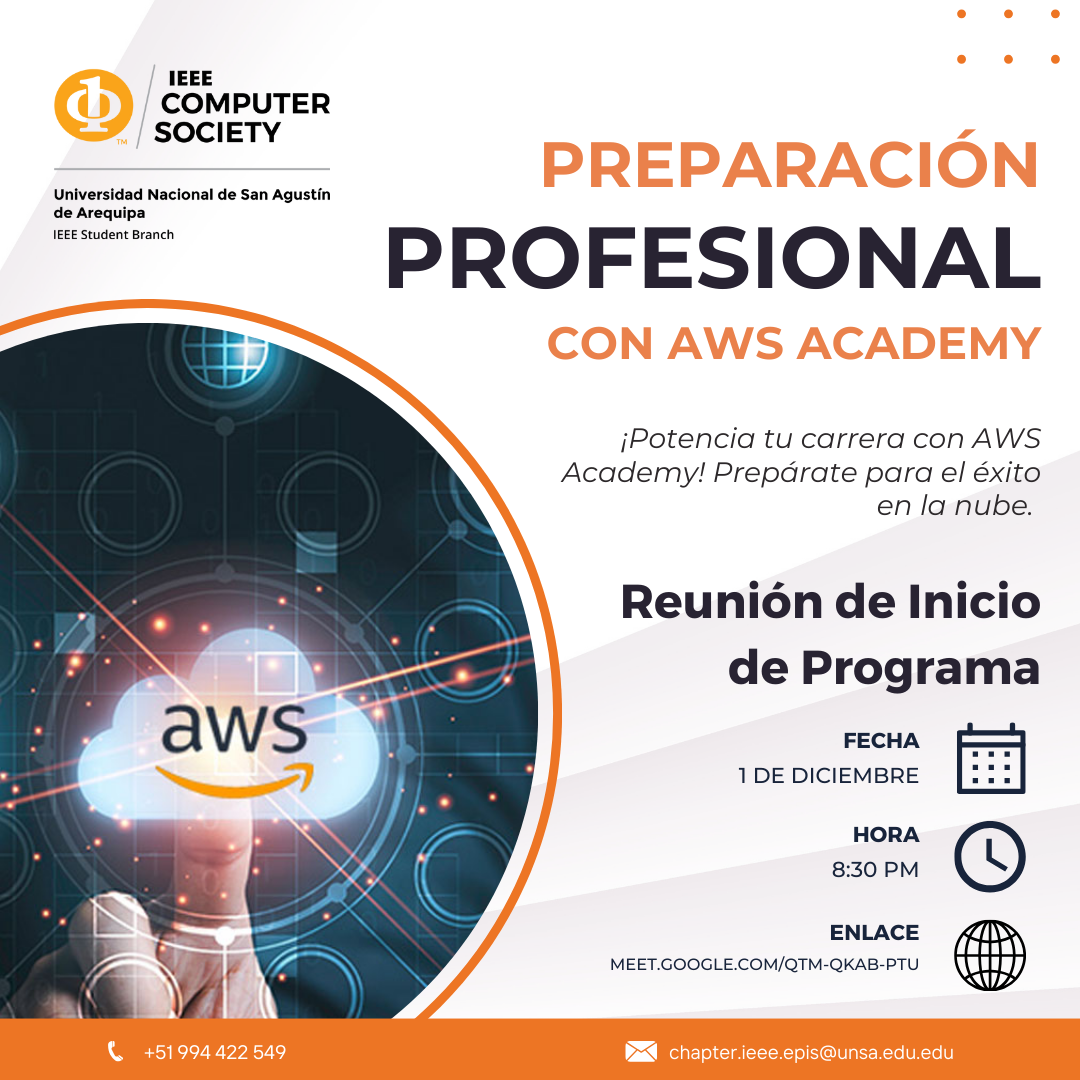 IEEE
COMPUTER
SOCIETY
TM
Universidad Nacional de San Agustín
de Arequipa
IEEE Student Branch
PREPARACIÓN
PROFESIONAL
CON AWS ACADEMY
¡Potencia tu carrera con AWS
Academy! Prepárate para el éxito
en la nube.
Reunión de Inicio
de Programa
FECHA
1 DE DICIEMBRE
HORA
8:30 PM
ENLACE
MEET.GOOGLE.COM/QTM-QKAB-PTU
aws
+51 994 422 549
chapter.ieee.epis@unsa.edu.edu